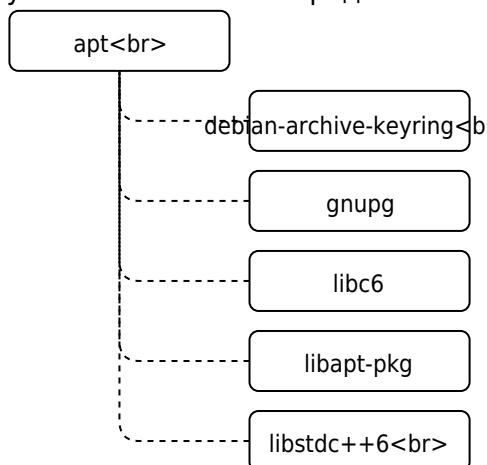 apt<br>
debian-archive-keyring<b
gnupg
libc6
libapt-pkg
libstdc++6<br>